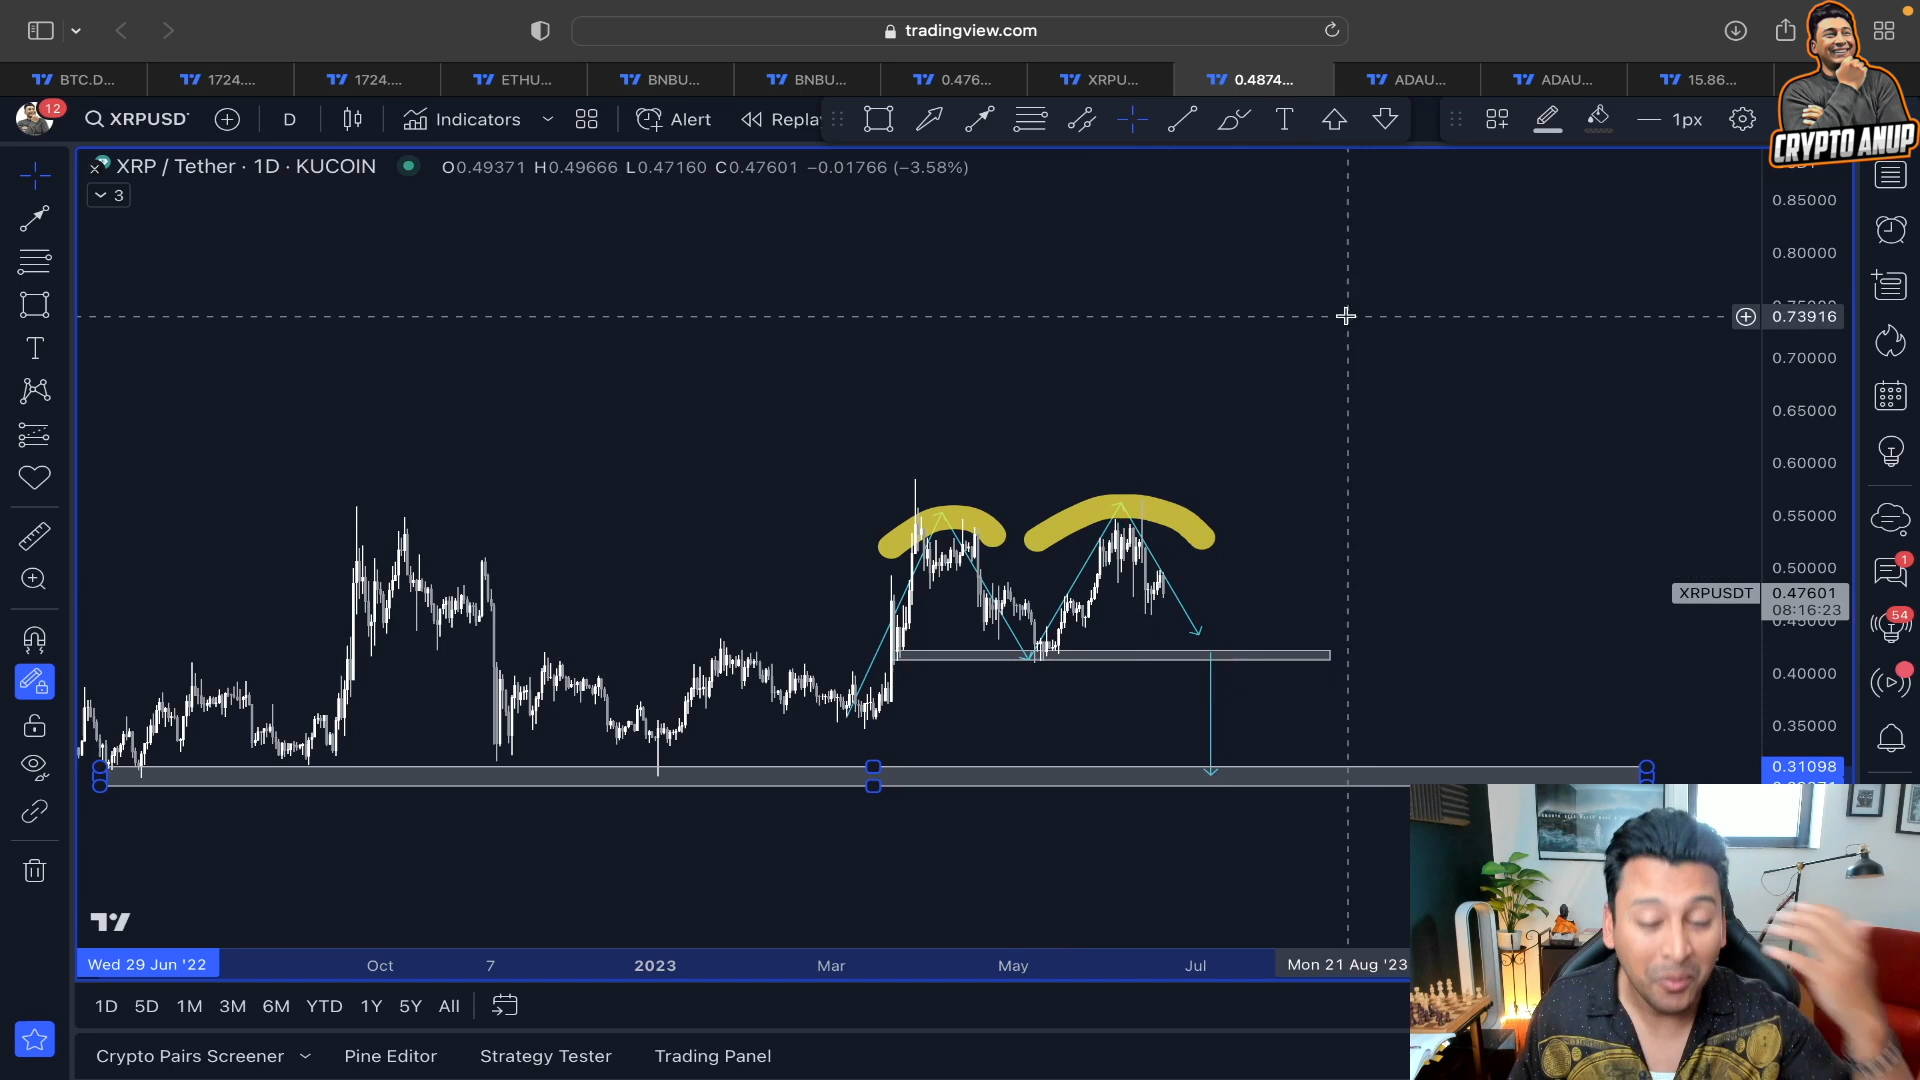 tradingview.com
BTC.D...
1724....
1724....
ETHU...
BNBU...
BNBU...
0.476...
XRPU...
0.4874...
ADAU...
ADAU...
15.86...
12
XRPUSD
D
Indicators
Alert
Replay
1px
CRYPTO ANUP
XRP / Tether · 1D · KUCOIN
O0.49371 H0.49666 L0.47160 C0.47601 −0.01766 (−3.58%)
3
0.85000
0.80000
0.75000
0.73916
0.70000
0.65000
0.60000
0.55000
0.50000
XRPUSDT
0.47601
08:16:23
0.45000
0.40000
0.35000
0.31098
1
54
Wed 29 Jun '22
Oct
7
2023
Mar
May
Jul
Mon 21 Aug '23
1D 5D 1M 3M 6M YTD 1Y 5Y All
Crypto Pairs Screener
Pine Editor
Strategy Tester
Trading Panel